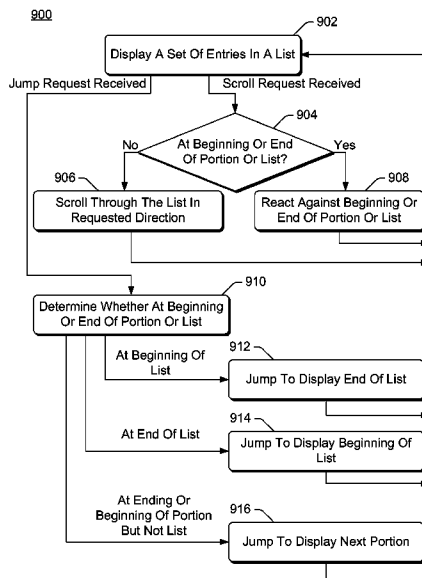 900
902
Display A Set Of Entries In A List
Jump Request Received
Scroll Request Received
904
At Beginning Or End
Of Portion Or List?
No
Yes
906
Scroll Through The List In
Requested Direction
908
React Against Beginning Or
End Of Portion Or List
910
Determine Whether At Beginning
Or End Of Portion Or List
At Beginning Of
List
912
Jump To Display End Of List
At End Of List
914
Jump To Display Beginning Of
List
At Ending Or
Beginning Of Portion
But Not List
916
Jump To Display Next Portion